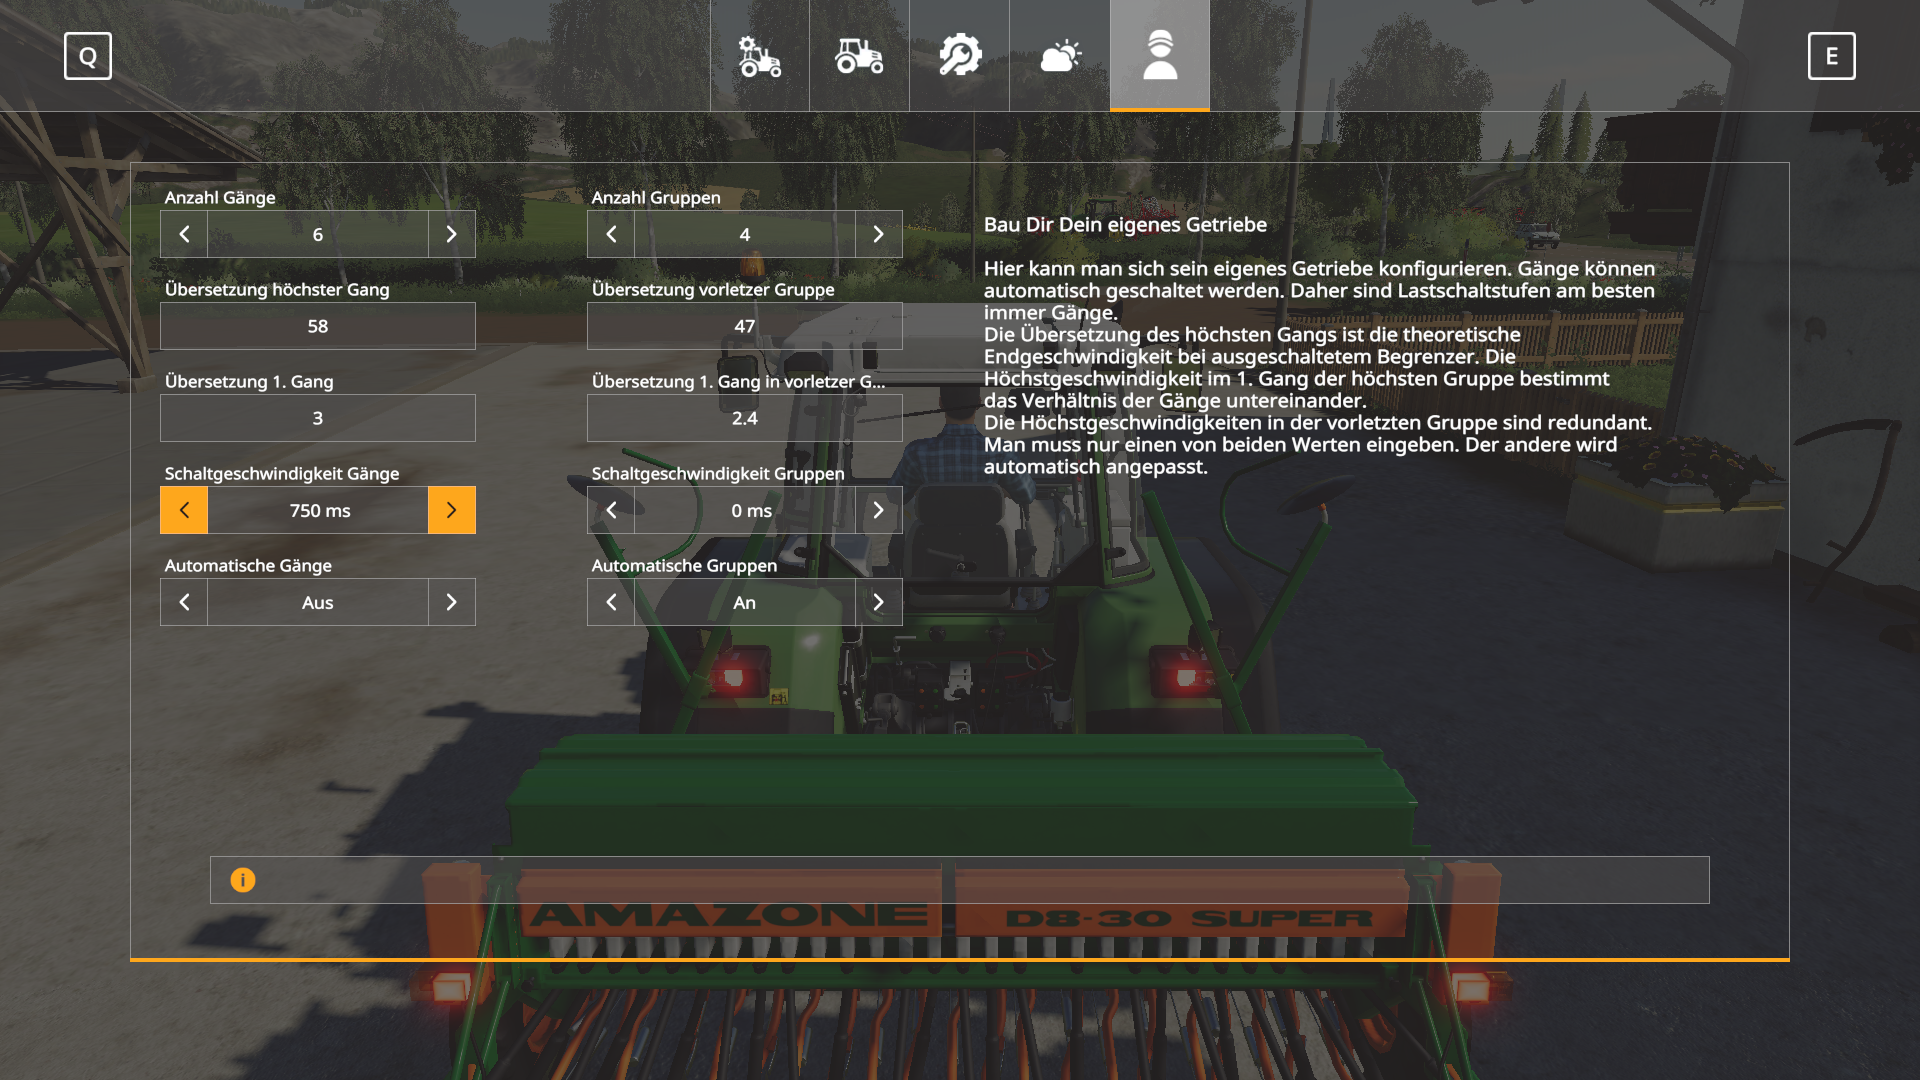 Q
E
Anzahl Gänge
6
Anzahl Gruppen
4
Übersetzung höchster Gang
58
Übersetzung vorletzer Gruppe
47
Übersetzung 1. Gang
3
Übersetzung 1. Gang in vorletzer G...
2.4
Schaltgeschwindigkeit Gänge
750 ms
Schaltgeschwindigkeit Gruppen
0 ms
Automatische Gänge
Aus
Automatische Gruppen
An
Bau Dir Dein eigenes Getriebe
Hier kann man sich sein eigenes Getriebe konfigurieren. Gänge können
automatisch geschaltet werden. Daher sind Lastschaltstufen am besten
immer Gänge.
Die Übersetzung des höchsten Gangs ist die theoretische
Endgeschwindigkeit bei ausgeschaltetem Begrenzer. Die
Höchstgeschwindigkeit im 1. Gang der höchsten Gruppe bestimmt
das Verhältnis der Gänge untereinander.
Die Höchstgeschwindigkeiten in der vorletzten Gruppe sind redundant.
Man muss nur einen von beiden Werten eingeben. Der andere wird
automatisch angepasst.
i
AMAZONE D8-30 SUPER